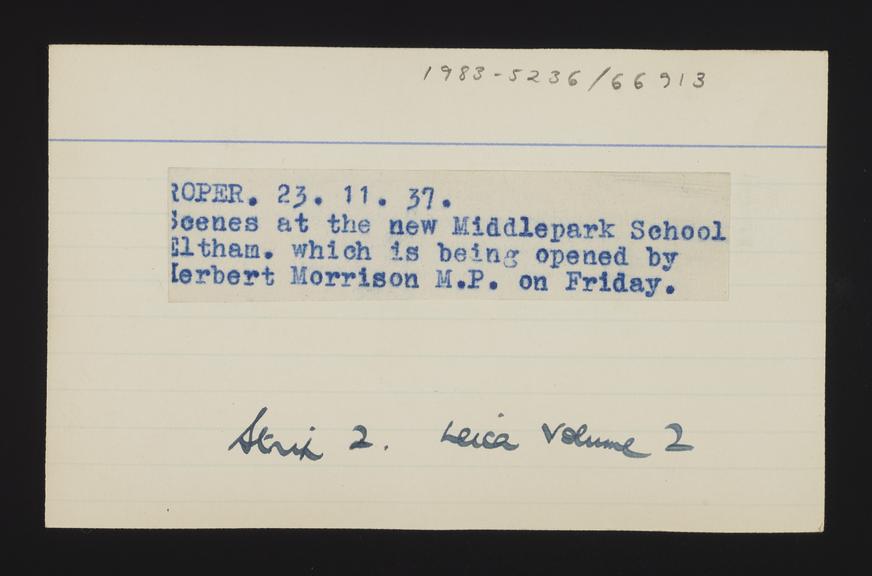 1983-5236/66913
ROPER. 23. 11. 37.
Scenes at the new Middlepark School
Eltham. which is being opened by
Herbert Morrison M.P. on Friday.
Strip 2. Leica Volume 2